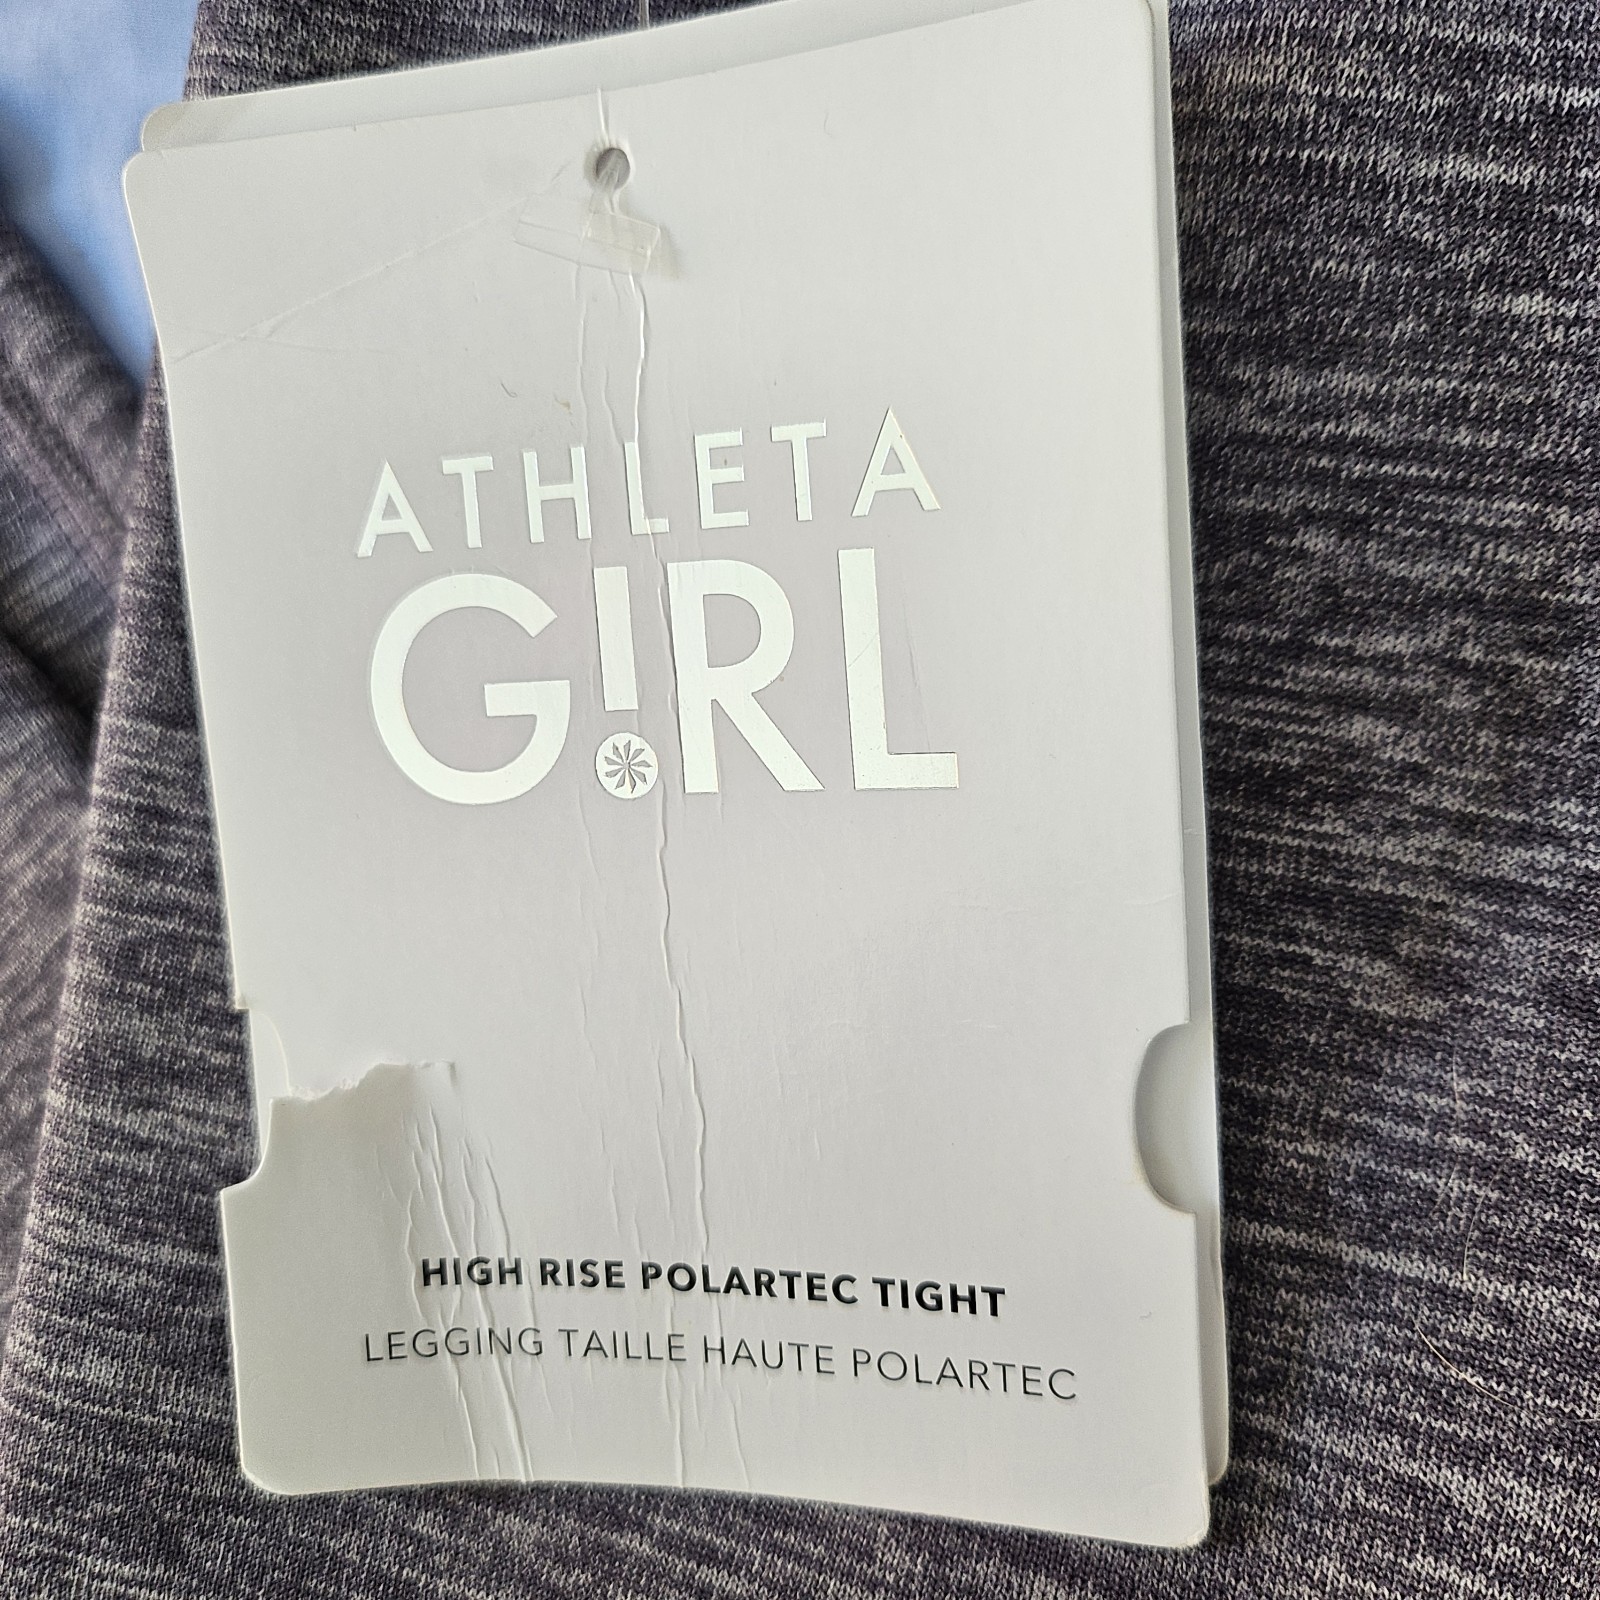 ATHLETA
G!RL
HIGH RISE POLARTEC TIGHT
LEGGING TAILLE HAUTE POLARTEC